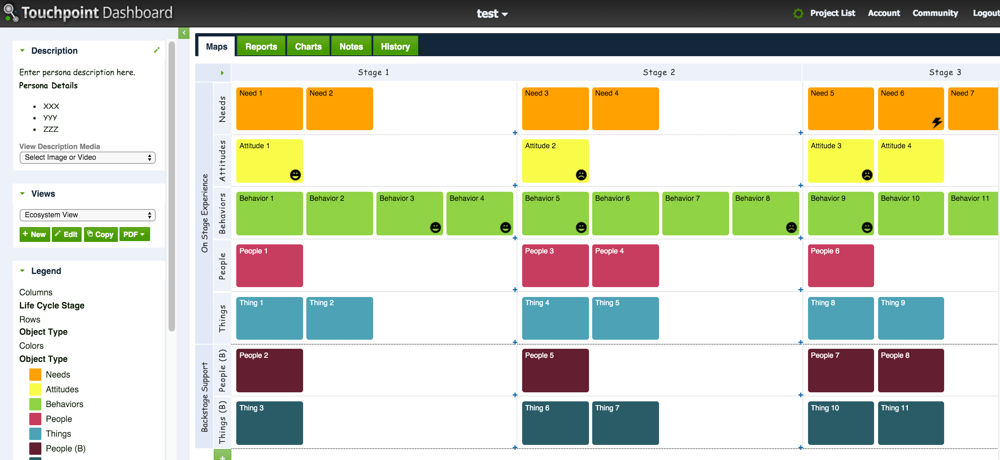 Touchpoint Dashboard
test
Project List Account Community Logout
Description
Enter persona description here.
Persona Details
XXX
YYY
ZZZ
View Description Media
Select Image or Video
Views
Ecosystem View
New Edit Copy PDF
Legend
Columns
Life Cycle Stage
Rows
Object Type
Colors
Object Type
Needs
Attitudes
Behaviors
People
Things
People (B)
Maps Reports Charts Notes History
Stage 1 Stage 2 Stage 3
On Stage Experience
Needs
Need 1 Need 2 Need 3 Need 4 Need 5 Need 6 Need 7
Attitudes
Attitude 1 Attitude 2 Attitude 3 Attitude 4
Behaviors
Behavior 1 Behavior 2 Behavior 3 Behavior 4 Behavior 5 Behavior 6 Behavior 7 Behavior 8 Behavior 9 Behavior 10 Behavior 11
People
People 1 People 3 People 4 People 6
Things
Thing 1 Thing 2 Thing 4 Thing 5 Thing 8 Thing 9
Backstage Support
People (B)
People 2 People 5 People 7 People 8
Things (B)
Thing 3 Thing 6 Thing 7 Thing 10 Thing 11